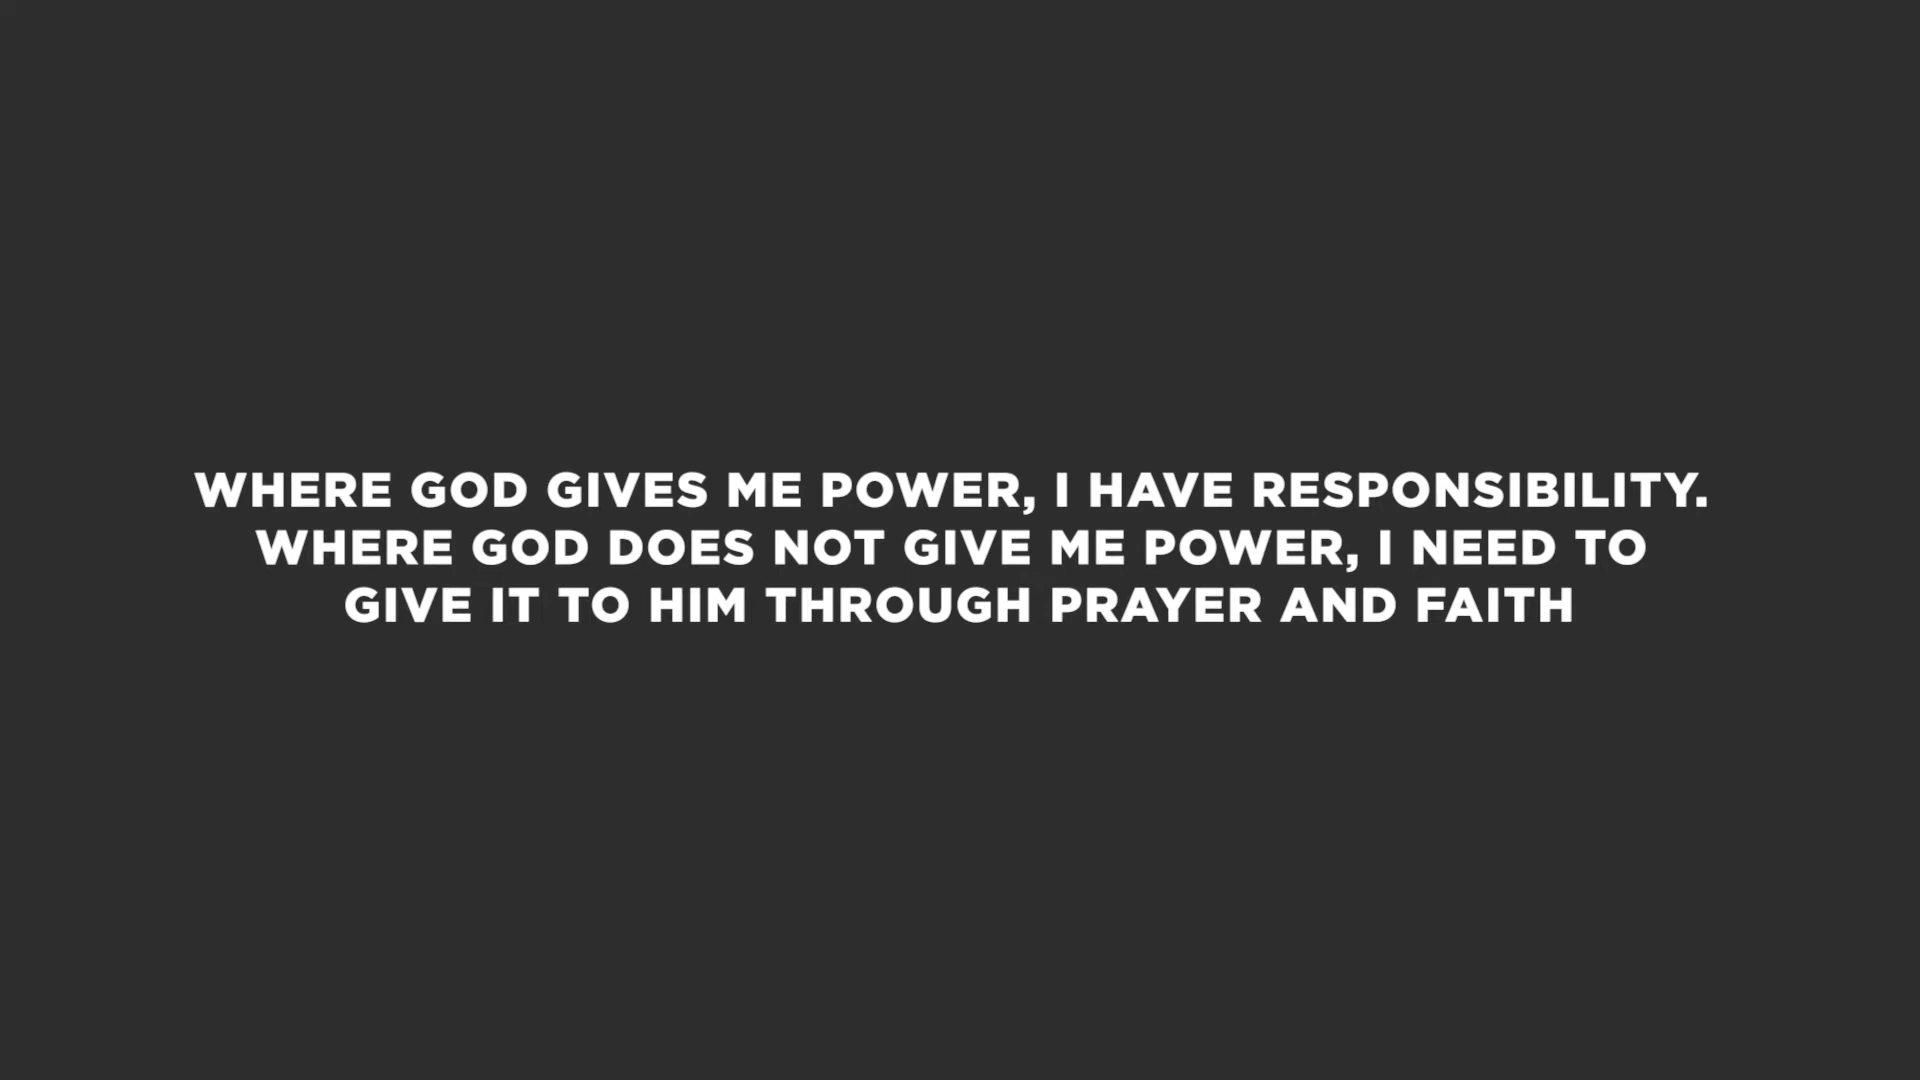 WHERE GOD GIVES ME POWER, I HAVE RESPONSIBILITY.
WHERE GOD DOES NOT GIVE ME POWER, I NEED TO
GIVE IT TO HIM THROUGH PRAYER AND FAITH